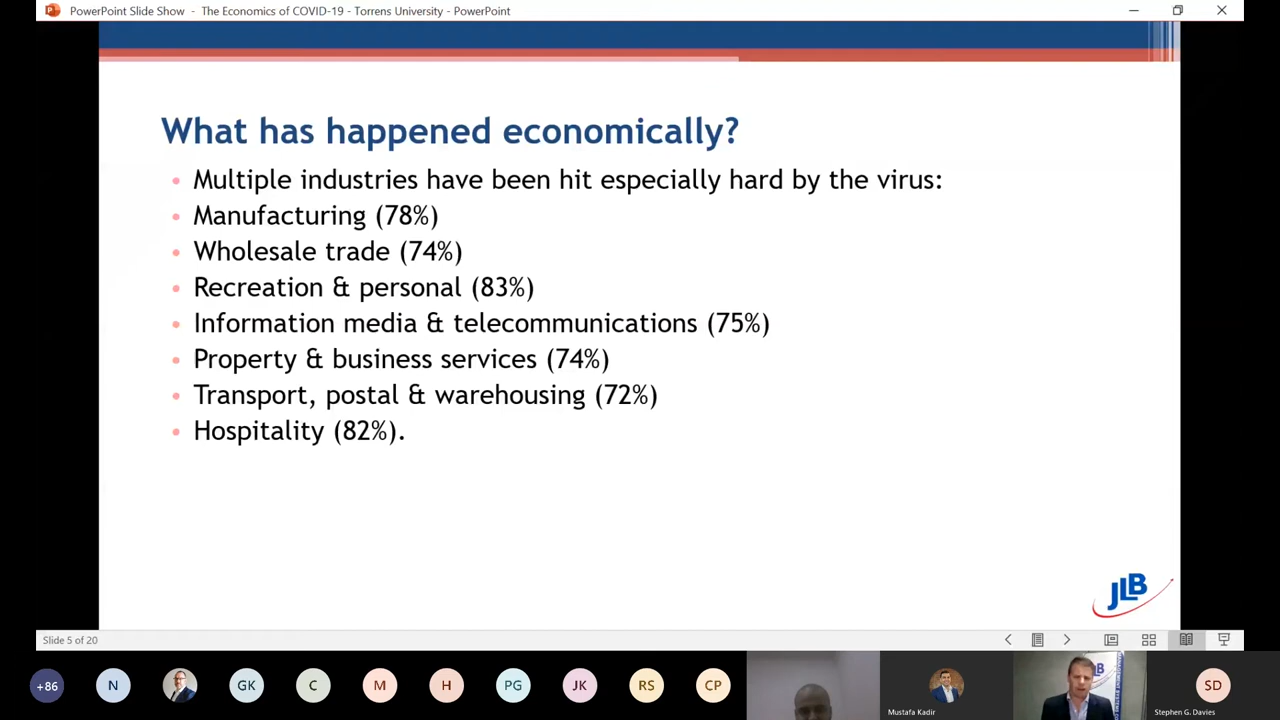 PowerPoint Slide Show - The Economics of COVID-19 - Torrens University - PowerPoint
What has happened economically?
• Multiple industries have been hit especially hard by the virus:
• Manufacturing (78%)
• Wholesale trade (74%)
• Recreation & personal (83%)
• Information media & telecommunications (75%)
• Property & business services (74%)
• Transport, postal & warehousing (72%)
• Hospitality (82%).
JLB
Slide 5 of 20
+86 N GK C M H PG JK RS CP SD
Mustafa Kadir
Stephen G. Davies